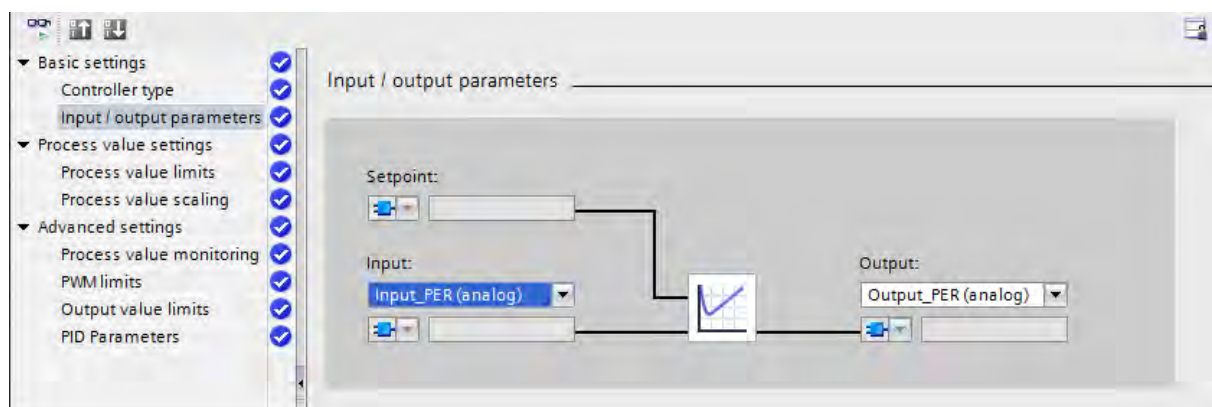 Basic settings
Controller type
Input / output parameters
Process value settings
Process value limits
Process value scaling
Advanced settings
Process value monitoring
PWM limits
Output value limits
PID Parameters
Input / output parameters
Setpoint:
Input:
Input_PER (analog)
Output:
Output_PER (analog)